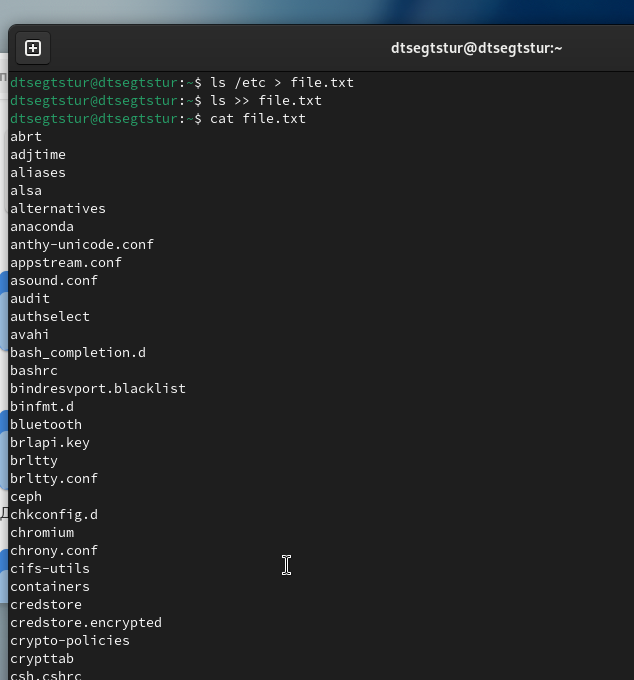 dtsegtstur@dtsegtstur:~
dtsegtstur@dtsegtstur:~$ ls /etc > file.txt
dtsegtstur@dtsegtstur:~$ ls >> file.txt
dtsegtstur@dtsegtstur:~$ cat file.txt
abrt
adjtime
aliases
alsa
alternatives
anaconda
anthy-unicode.conf
appstream.conf
asound.conf
audit
authselect
avahi
bash_completion.d
bashrc
bindresvport.blacklist
binfmt.d
bluetooth
brlapi.key
brltty
brltty.conf
ceph
chkconfig.d
chromium
chrony.conf
cifs-utils
containers
credstore
credstore.encrypted
crypto-policies
crypttab
csh.cshrc